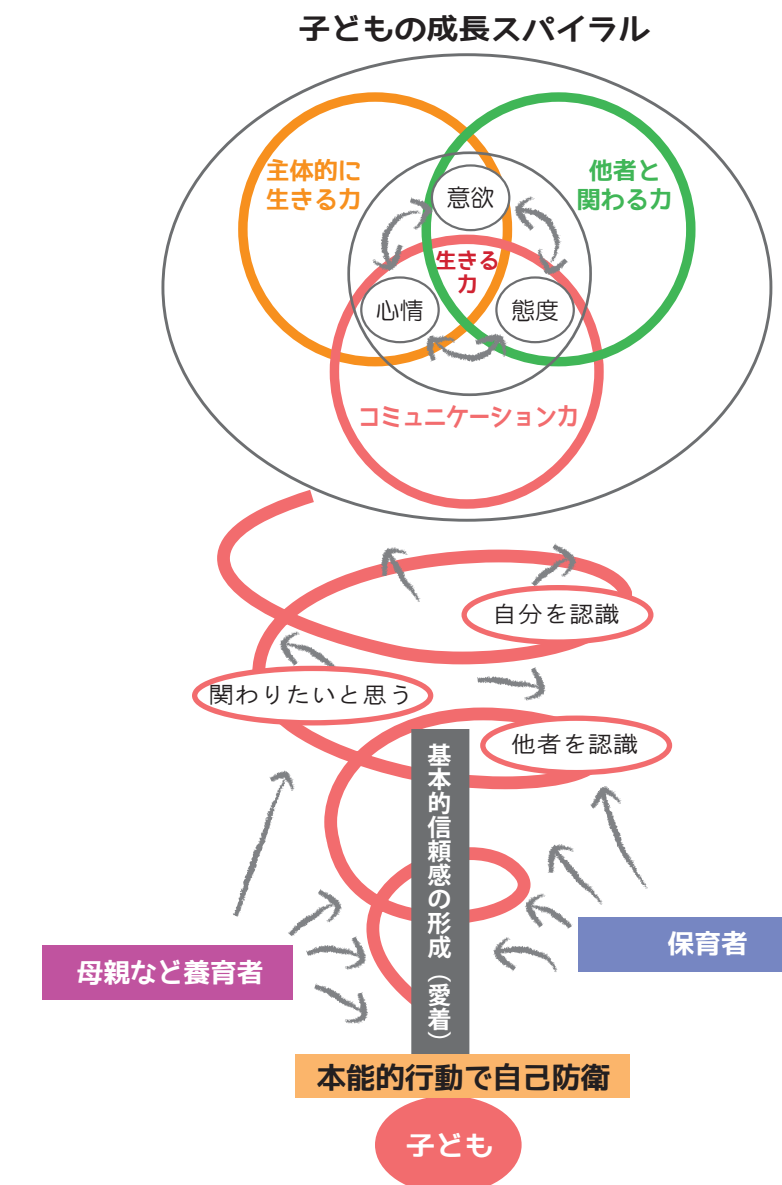 子どもの成長スパイラル
主体的に
生きる力
他者と
関わる力
意欲
生きる
力
心情
態度
コミュニケーション力
自分を認識
関わりたいと思う
他者を認識
基本的信頼感の形成（愛着）
保育者
母親など養育者
本能的行動で自己防衛
子ども